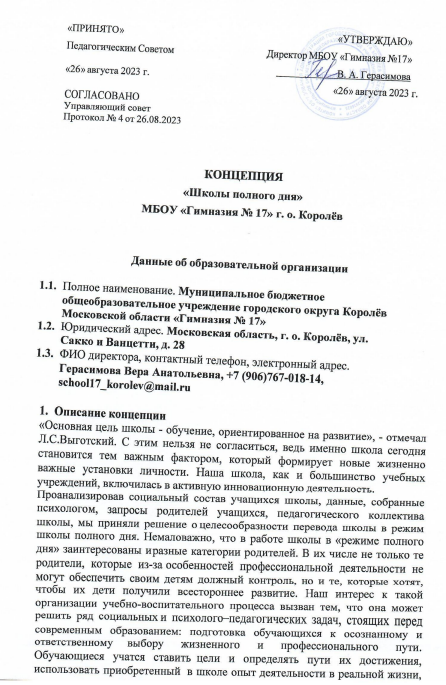 «ПРИНЯТО»
Педагогическим Советом
«26» августа 2023 г.
СОГЛАСОВАНО
Управляющий совет
Протокол № 4 от 26.08.2023
«УТВЕРЖДАЮ»
Директор МБОУ «Гимназия №17»
В. А. Герасимова
«26» августа 2023 г.
КОНЦЕПЦИЯ
«Школы полного дня»
МБОУ «Гимназия № 17» г. о. Королёв
Данные об образовательной организации
1.1. Полное наименование. Муниципальное бюджетное
общеобразовательное учреждение городского округа Королёв
Московской области «Гимназия № 17»
1.2. Юридический адрес. Московская область, г. о. Королёв, ул.
Сакко и Ванцетти, д. 28
1.3. ФИО директора, контактный телефон, электронный адрес.
Герасимова Вера Анатольевна, +7 (906)767-018-14,
school17_korolev@mail.ru
1. Описание концепции
«Основная цель школы - обучение, ориентированное на развитие», - отмечал
Л.С.Выготский. С этим нельзя не согласиться, ведь именно школа сегодня
становится тем важным фактором, который формирует новые жизненно
важные установки личности. Наша школа, как и большинство учебных
учреждений, включилась в активную инновационную деятельность.
Проанализировав социальный состав учащихся школы, данные, собранные
психологом, запросы родителей учащихся, педагогического коллектива
школы, мы приняли решение о целесообразности перевода школы в режим
школы полного дня. Немаловажно, что в работе школы в «режиме полного
дня» заинтересованы и разные категории родителей. В их числе не только те
родители, которые из-за особенностей профессиональной деятельности не
могут обеспечить своим детям должный контроль, но и те, которые хотят,
чтобы их дети получили всестороннее развитие. Наш интерес к такой
организации учебно-воспитательного процесса вызван тем, что она может
решить ряд социальных и психолого–педагогических задач, стоящих перед
современным образованием: подготовка обучающихся к осознанному и
ответственному выбору жизненного и профессионального пути.
Обучающиеся учатся ставить цели и определять пути их достижения,
использовать приобретенный в школе опыт деятельности в реальной жизни,